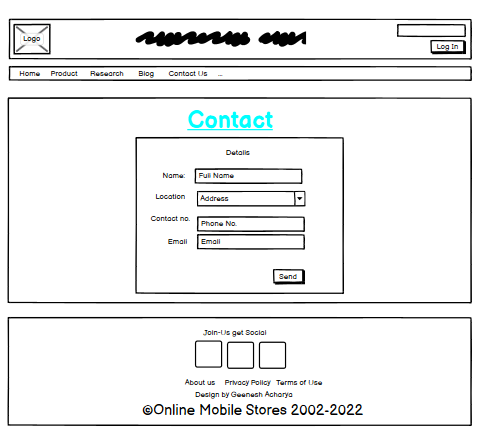 Logo
Log In
Home Product Research Blog Contact Us ...
Contact
Details
Name: Full Name
Location Address
Contact no. Phone No.
Email Email
Send
Join-Us get Social
About us Privacy Policy Terms of Use
Design by Geenesh Acharya
©Online Mobile Stores 2002-2022